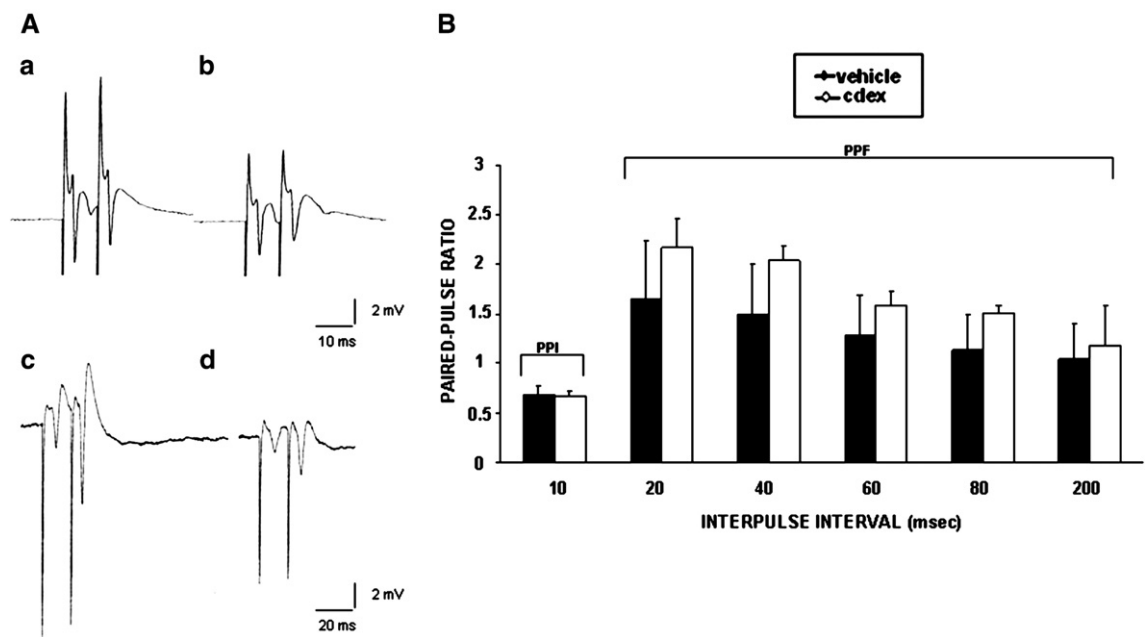 A
a
b
2 mV
10 ms
c
d
2 mV
20 ms
B
vehicle
cdex
PPF
PPI
PAIRED-PULSE RATIO
3
2.5
2
1.5
1
0.5
0
10 20 40 60 80 200
INTERPULSE INTERVAL (msec)